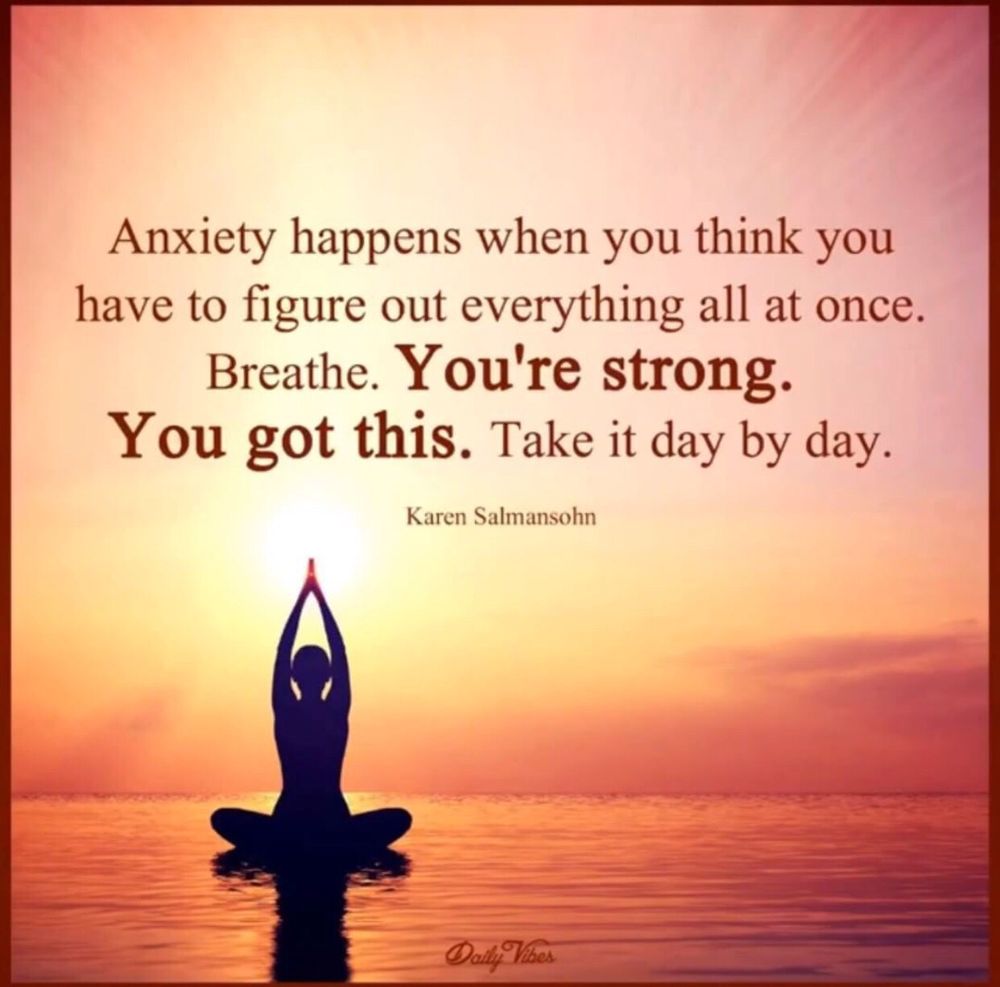 Anxiety happens when you think you
have to figure out everything all at once.
Breathe. You're strong.
You got this. Take it day by day.
Karen Salmansohn
Daily Vibes